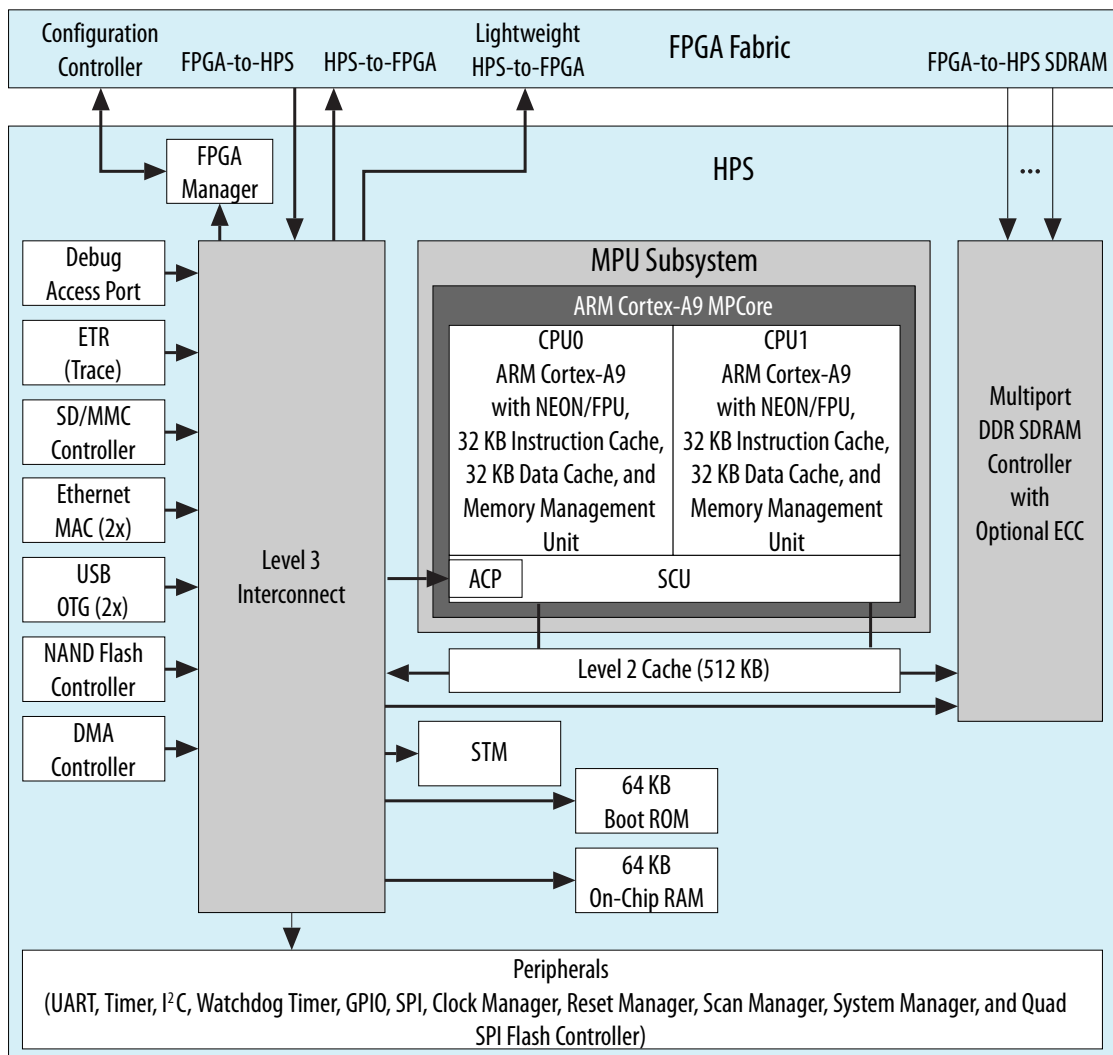 Configuration
Controller
FPGA-to-HPS
HPS-to-FPGA
Lightweight
HPS-to-FPGA
FPGA Fabric
FPGA-to-HPS SDRAM
HPS
FPGA
Manager
...
Debug
Access Port
ETR
(Trace)
SD/MMC
Controller
Ethernet
MAC (2x)
USB
OTG (2x)
NAND Flash
Controller
DMA
Controller
Level 3
Interconnect
MPU Subsystem
ARM Cortex-A9 MPCore
CPU0
ARM Cortex-A9
with NEON/FPU,
32 KB Instruction Cache,
32 KB Data Cache, and
Memory Management
Unit
CPU1
ARM Cortex-A9
with NEON/FPU,
32 KB Instruction Cache,
32 KB Data Cache, and
Memory Management
Unit
ACP
SCU
Level 2 Cache (512 KB)
Multiport
DDR SDRAM
Controller
with
Optional ECC
STM
64 KB
Boot ROM
64 KB
On-Chip RAM
Peripherals
(UART, Timer, I²C, Watchdog Timer, GPIO, SPI, Clock Manager, Reset Manager, Scan Manager, System Manager, and Quad
SPI Flash Controller)